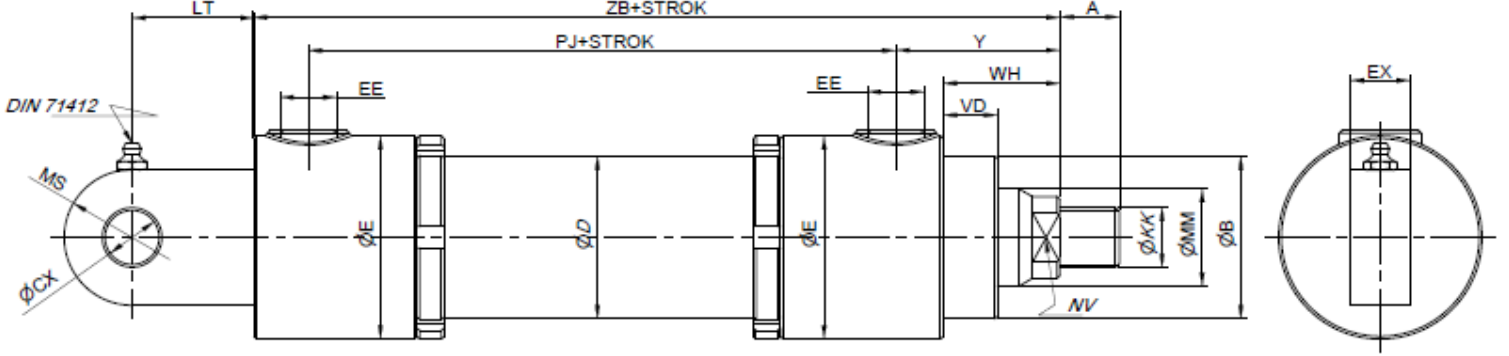 LT
ZB+STROK
A
PJ+STROK
Y
WH
EX
EE
EE
VD
DIN 71412
MS
ØE
ØD
ØE
ØKK
ØMM
ØB
ØCX
NV